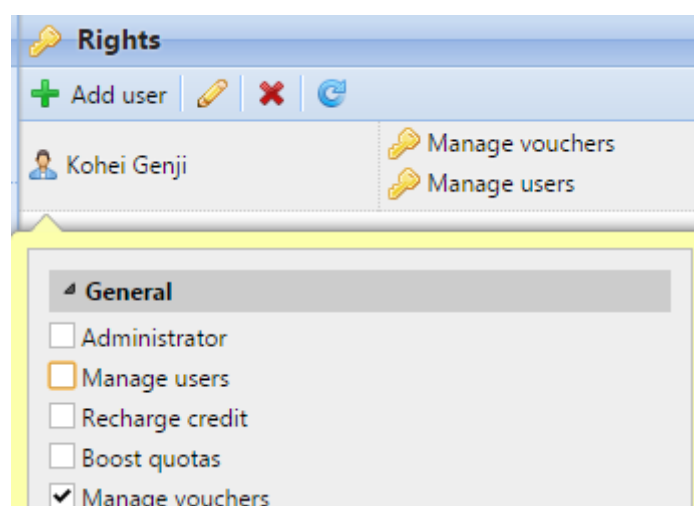 Rights
Add user
Kohei Genji
Manage vouchers
Manage users
General
Administrator
Manage users
Recharge credit
Boost quotas
Manage vouchers